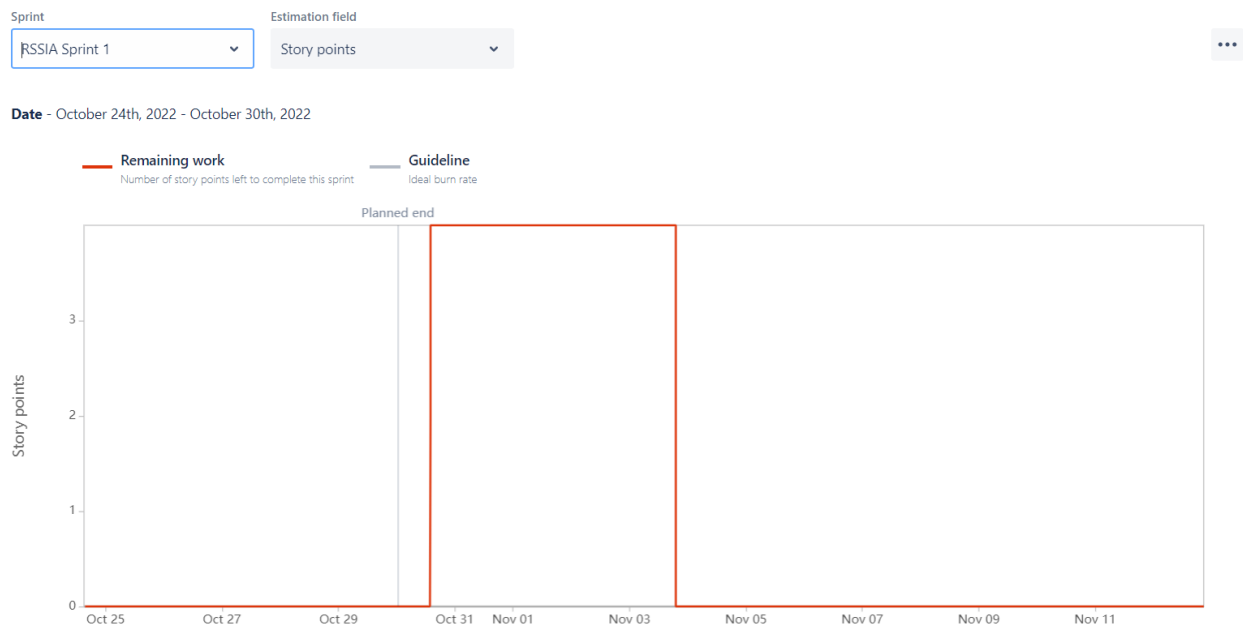 Sprint
Estimation field
RSSIA Sprint 1
Story points
Date - October 24th, 2022 - October 30th, 2022
Remaining work
Number of story points left to complete this sprint
Guideline
Ideal burn rate
Planned end
Story points
3
2
1
0
Oct 25 Oct 27 Oct 29 Oct 31 Nov 01 Nov 03 Nov 05 Nov 07 Nov 09 Nov 11